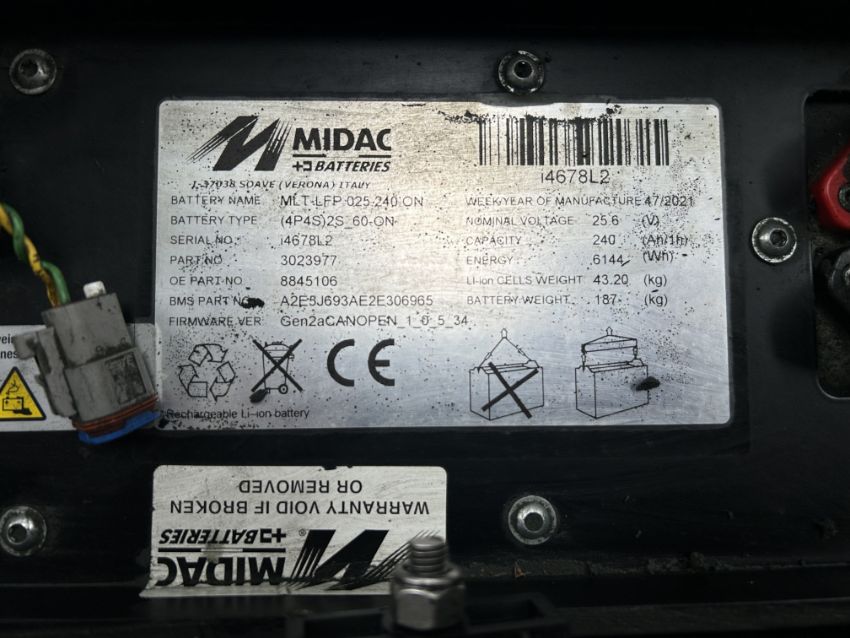 MIDAC
BATTERIES
I-37038 SOAVE (VERONA) ITALY
i4678L2
BATTERY NAME MLT-LFP 025 240 ON
BATTERY TYPE (4P4S)2S_60-ON
SERIAL NO. i4678L2
PART NO 3023977
OE PART NO 8845106
BMS PART NO A2E5J693AE2E306965
FIRMWARE VER: Gen2aCANOPEN_1_0_5_34
WEEK/YEAR OF MANUFACTURE 47/2021
NOMINAL VOLTAGE 25.6 (V)
CAPACITY 240 (Ah/1h)
ENERGY 6144 (Wh)
LI-ION CELLS WEIGHT 43.20 (kg)
BATTERY WEIGHT 187 (kg)
CE
Rechargeable Li-ion battery
WARRANTY VOID IF BROKEN
OR REMOVED
MIDAC
BATTERIES